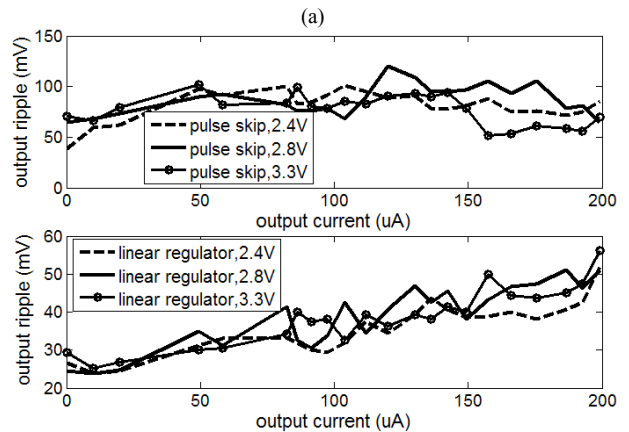 (a)
150
100
50
0
output ripple (mV)
pulse skip,2.4V
pulse skip,2.8V
pulse skip,3.3V
0 50 100 150 200
output current (uA)
60
50
40
30
20
output ripple (mV)
linear regulator,2.4V
linear regulator,2.8V
linear regulator,3.3V
0 50 100 150 200
output current (uA)